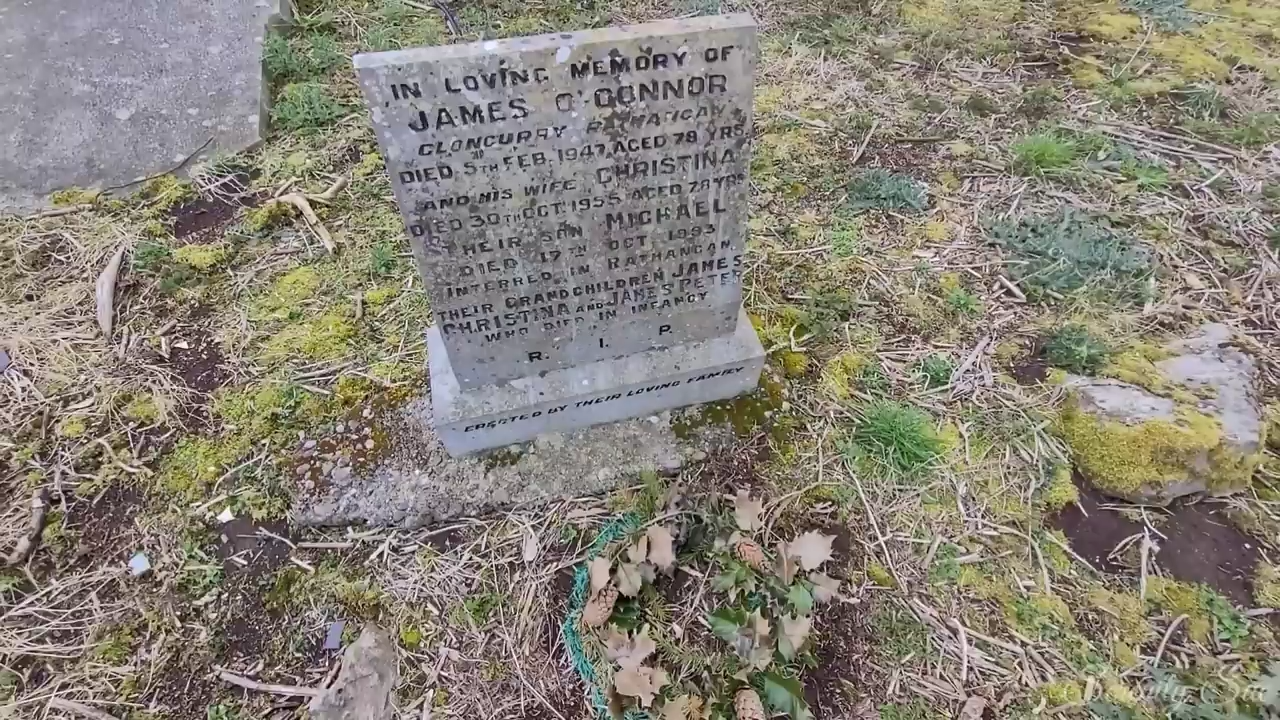 IN LOVING MEMORY OF
JAMES O'CONNOR
CLONCURRY RATHANGAN
DIED 5TH FEB. 1947, AGED 78 YRS.
AND HIS WIFE CHRISTINA
DIED 30TH OCT. 1955 AGED 78 YRS
THEIR SON MICHAEL
DIED 17TH OCT 1993
INTERRED IN RATHANGAN,
THEIR GRANDCHILDREN JAMES
CHRISTINA AND JAMES PETER
WHO DIED IN INFANCY
R. I. P.
ERECTED BY THEIR LOVING FAMILY